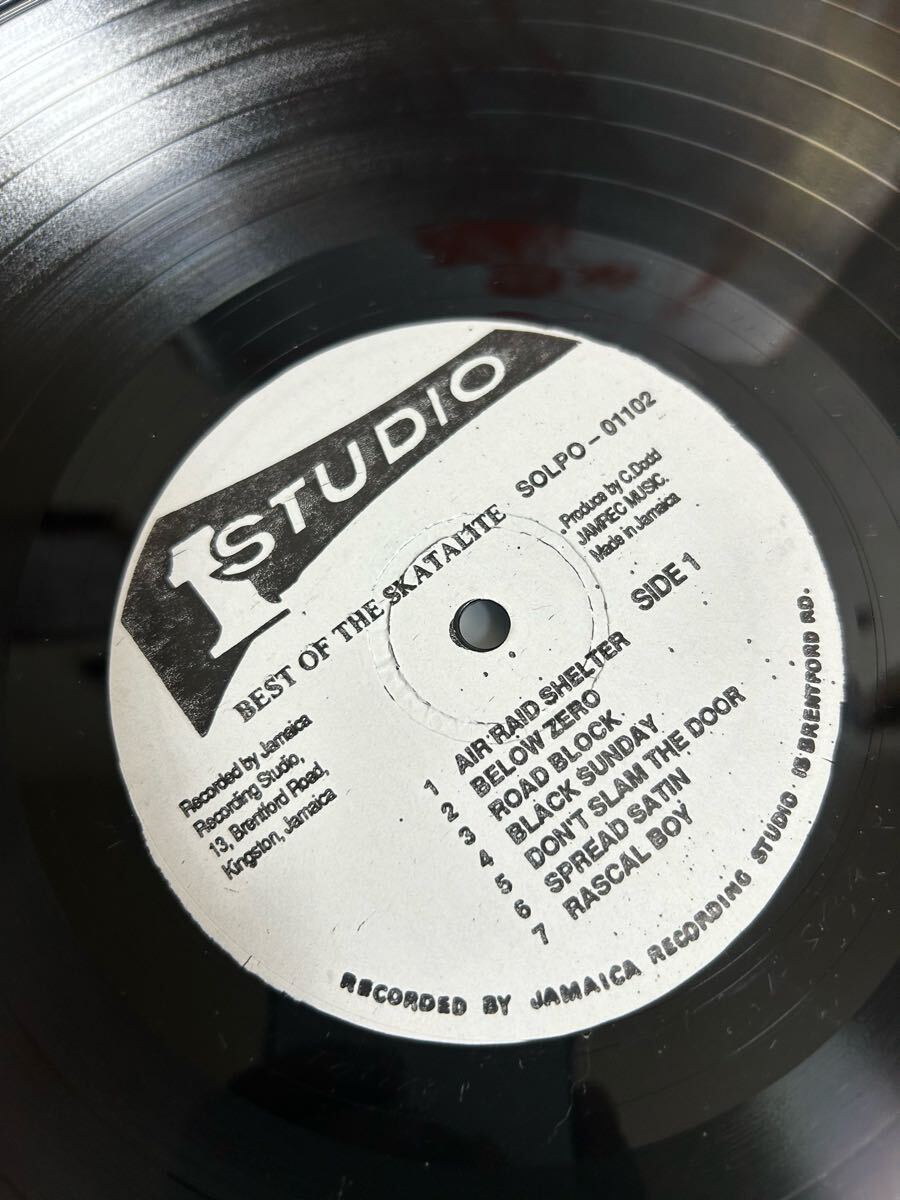 1 STUDIO
BEST OF THE SKATALITE
SOLPO - 01102
Produce by C.Dodd
JAMREC MUSIC.
Made in Jamaica
SIDE 1
Recorded by Jamaica
Recording Studio,
13, Brentford Road,
Kingston, Jamaica
1 AIR RAID SHELTER
2 BELOW ZERO
3 ROAD BLOCK
4 BLACK SUNDAY
5 DON'T SLAM THE DOOR
6 SPREAD SATIN
7 RASCAL BOY
RECORDED BY JAMAICA RECORDING STUDIO IS BRENTFORD RD.